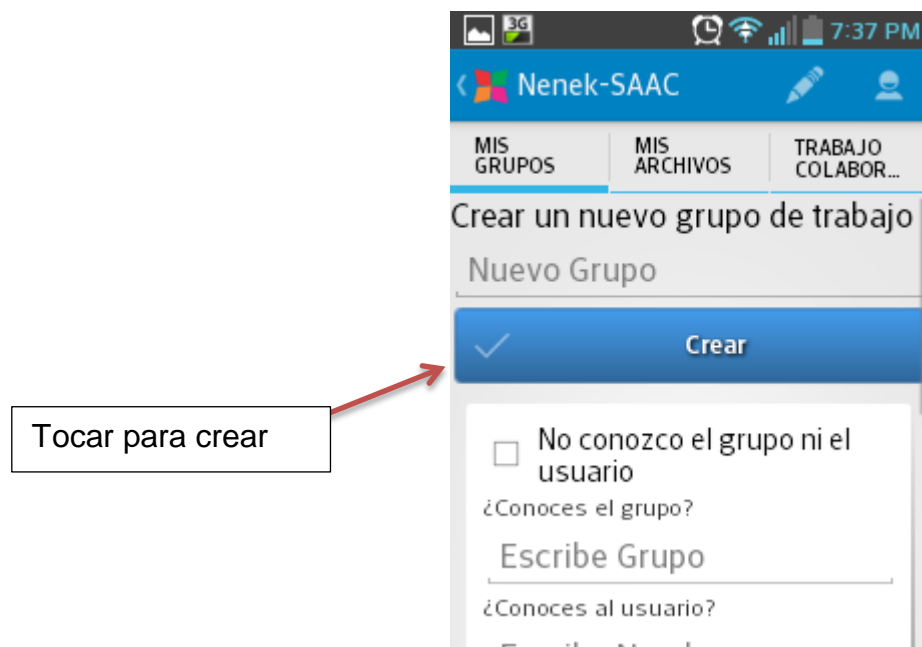 3G
7:37 PM
Nenek-SAAC
MIS GRUPOS
MIS ARCHIVOS
TRABAJO COLABOR...
Crear un nuevo grupo de trabajo
Nuevo Grupo
Crear
Tocar para crear
No conozco el grupo ni el
usuario
¿Conoces el grupo?
Escribe Grupo
¿Conoces al usuario?